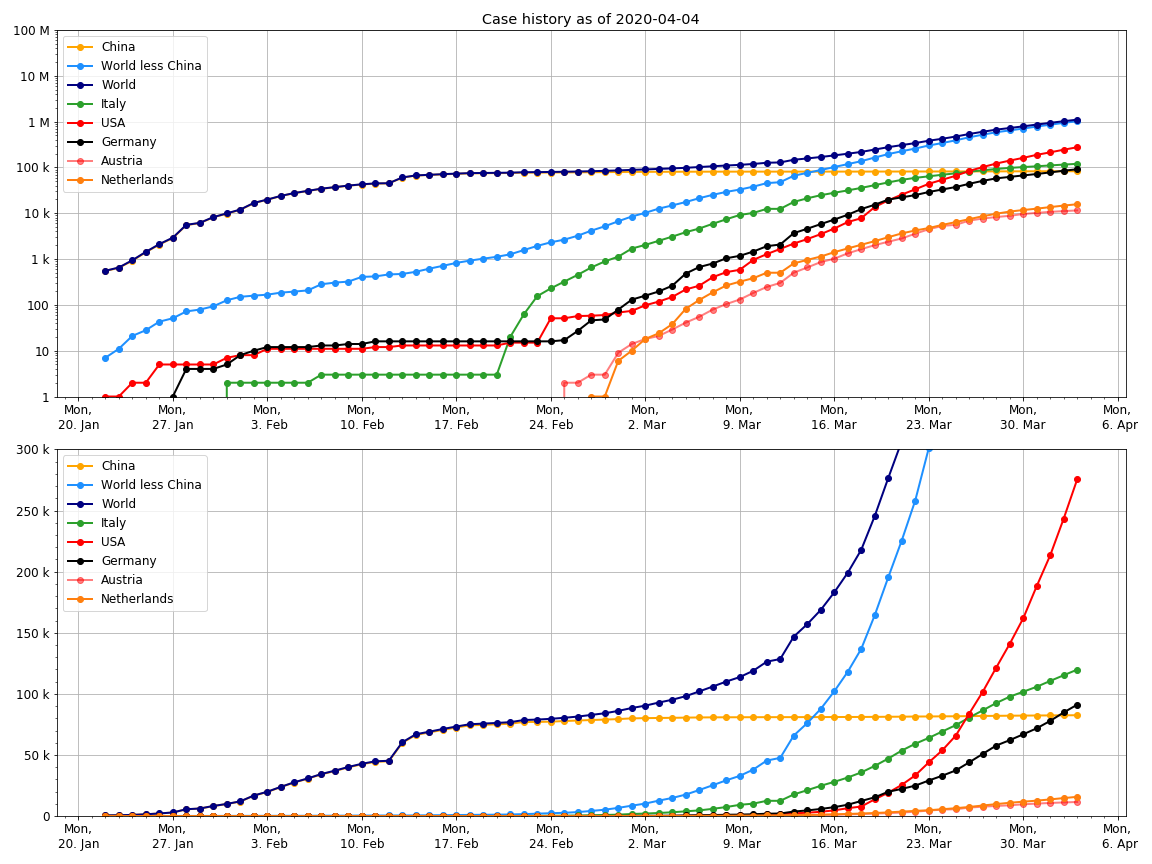 Case history as of 2020-04-04
100 M
10 M
1 M
100 k
10 k
1 k
100
10
1
China
World less China
World
Italy
USA
Germany
Austria
Netherlands
Mon, Mon, Mon, Mon, Mon, Mon, Mon, Mon, Mon, Mon, Mon, Mon,
20. Jan 27. Jan 3. Feb 10. Feb 17. Feb 24. Feb 2. Mar 9. Mar 16. Mar 23. Mar 30. Mar 6. Apr
300 k
250 k
200 k
150 k
100 k
50 k
0
China
World less China
World
Italy
USA
Germany
Austria
Netherlands
Mon, Mon, Mon, Mon, Mon, Mon, Mon, Mon, Mon, Mon, Mon, Mon,
20. Jan 27. Jan 3. Feb 10. Feb 17. Feb 24. Feb 2. Mar 9. Mar 16. Mar 23. Mar 30. Mar 6. Apr